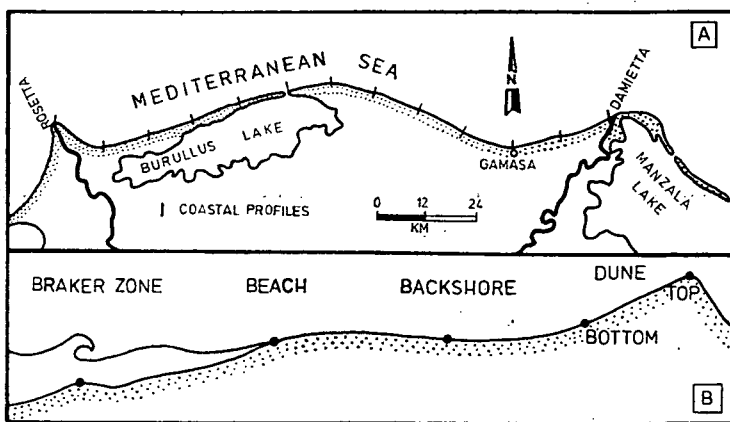 A
MEDITERRANEAN SEA
N
ROSETTA
DAMIETTA
BURULLUS LAKE
GAMASA
MANZALA LAKE
I COASTAL PROFILES
0 12 24
KM
BRAKER ZONE BEACH BACKSHORE DUNE
TOP
BOTTOM
B